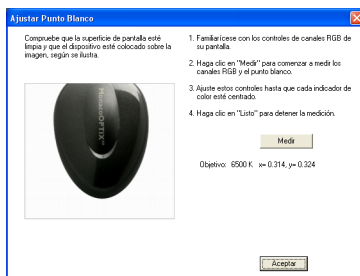 Ajustar Punto Blanco
Compruebe que la superficie de pantalla esté
limpia y que el dispositivo esté colocado sobre la
imagen, según se ilustra.
MonacoOPTIX
1. Familiarícese con los controles de canales RGB de
su pantalla.
2. Haga clic en "Medir" para comenzar a medir los
canales RGB y el punto blanco.
3. Ajuste estos controles hasta que cada indicador de
color esté centrado.
4. Haga clic en "Listo" para detener la medición.
Medir
Objetivo: 6500 K x= 0.314, y= 0.324
Aceptar